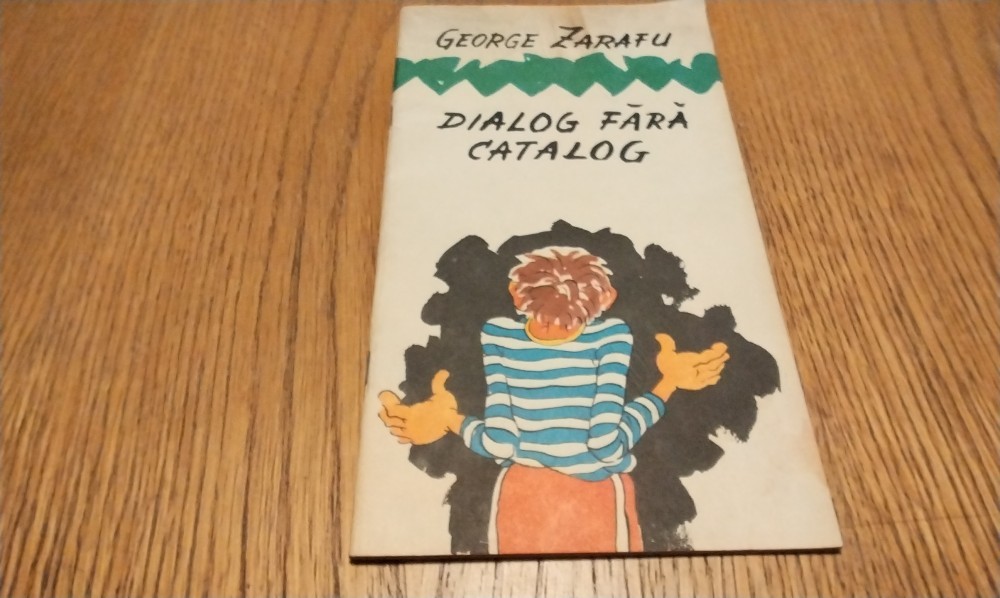 GEORGE ZARAFU
DIALOG FĂRĂ
CATALOG